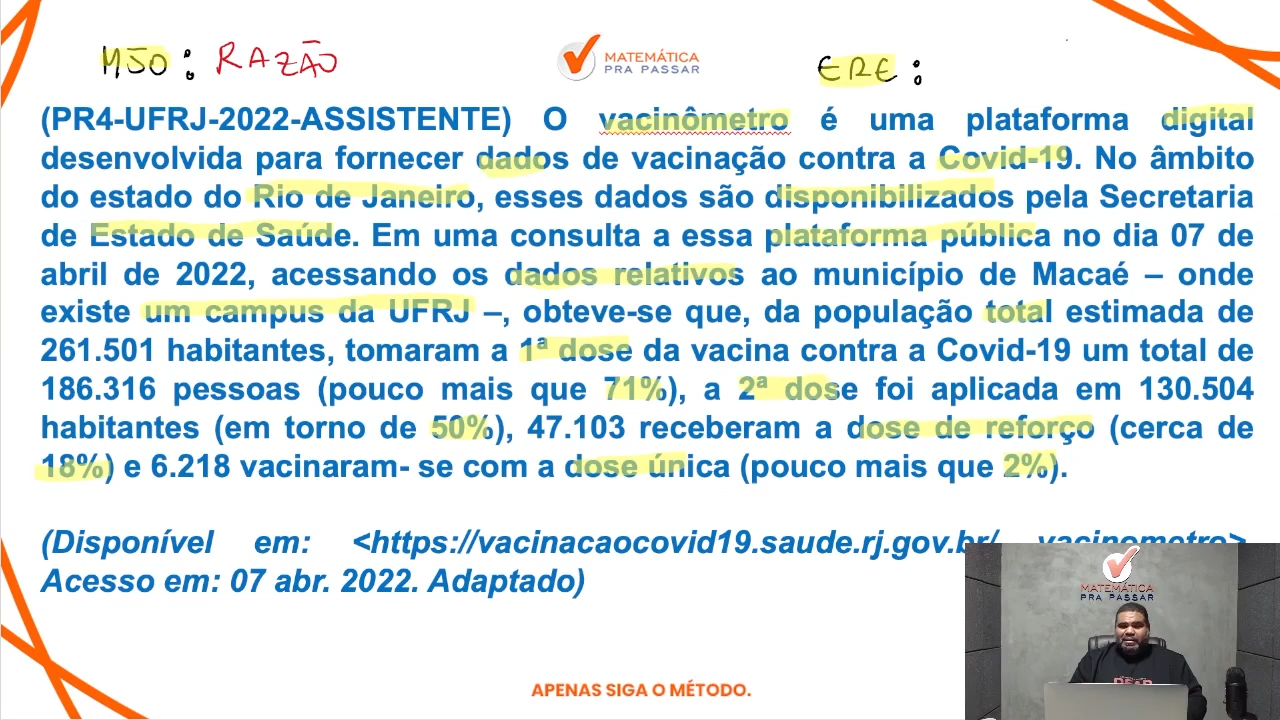 MJO: RAZÃO
MATEMÁTICA
PRA PASSAR
ERE:
(PR4-UFRJ-2022-ASSISTENTE) O vacinômetro é uma plataforma digital
desenvolvida para fornecer dados de vacinação contra a Covid-19. No âmbito
do estado do Rio de Janeiro, esses dados são disponibilizados pela Secretaria
de Estado de Saúde. Em uma consulta a essa plataforma pública no dia 07 de
abril de 2022, acessando os dados relativos ao município de Macaé – onde
existe um campus da UFRJ –, obteve-se que, da população total estimada de
261.501 habitantes, tomaram a 1ª dose da vacina contra a Covid-19 um total de
186.316 pessoas (pouco mais que 71%), a 2ª dose foi aplicada em 130.504
habitantes (em torno de 50%), 47.103 receberam a dose de reforço (cerca de
18%) e 6.218 vacinaram- se com a dose única (pouco mais que 2%).
(Disponível em: <https://vacinacaocovid19.saude.rj.gov.br/ vacinometro>.
Acesso em: 07 abr. 2022. Adaptado)
MATEMÁTICA
PRA PASSAR
APENAS SIGA O MÉTODO.